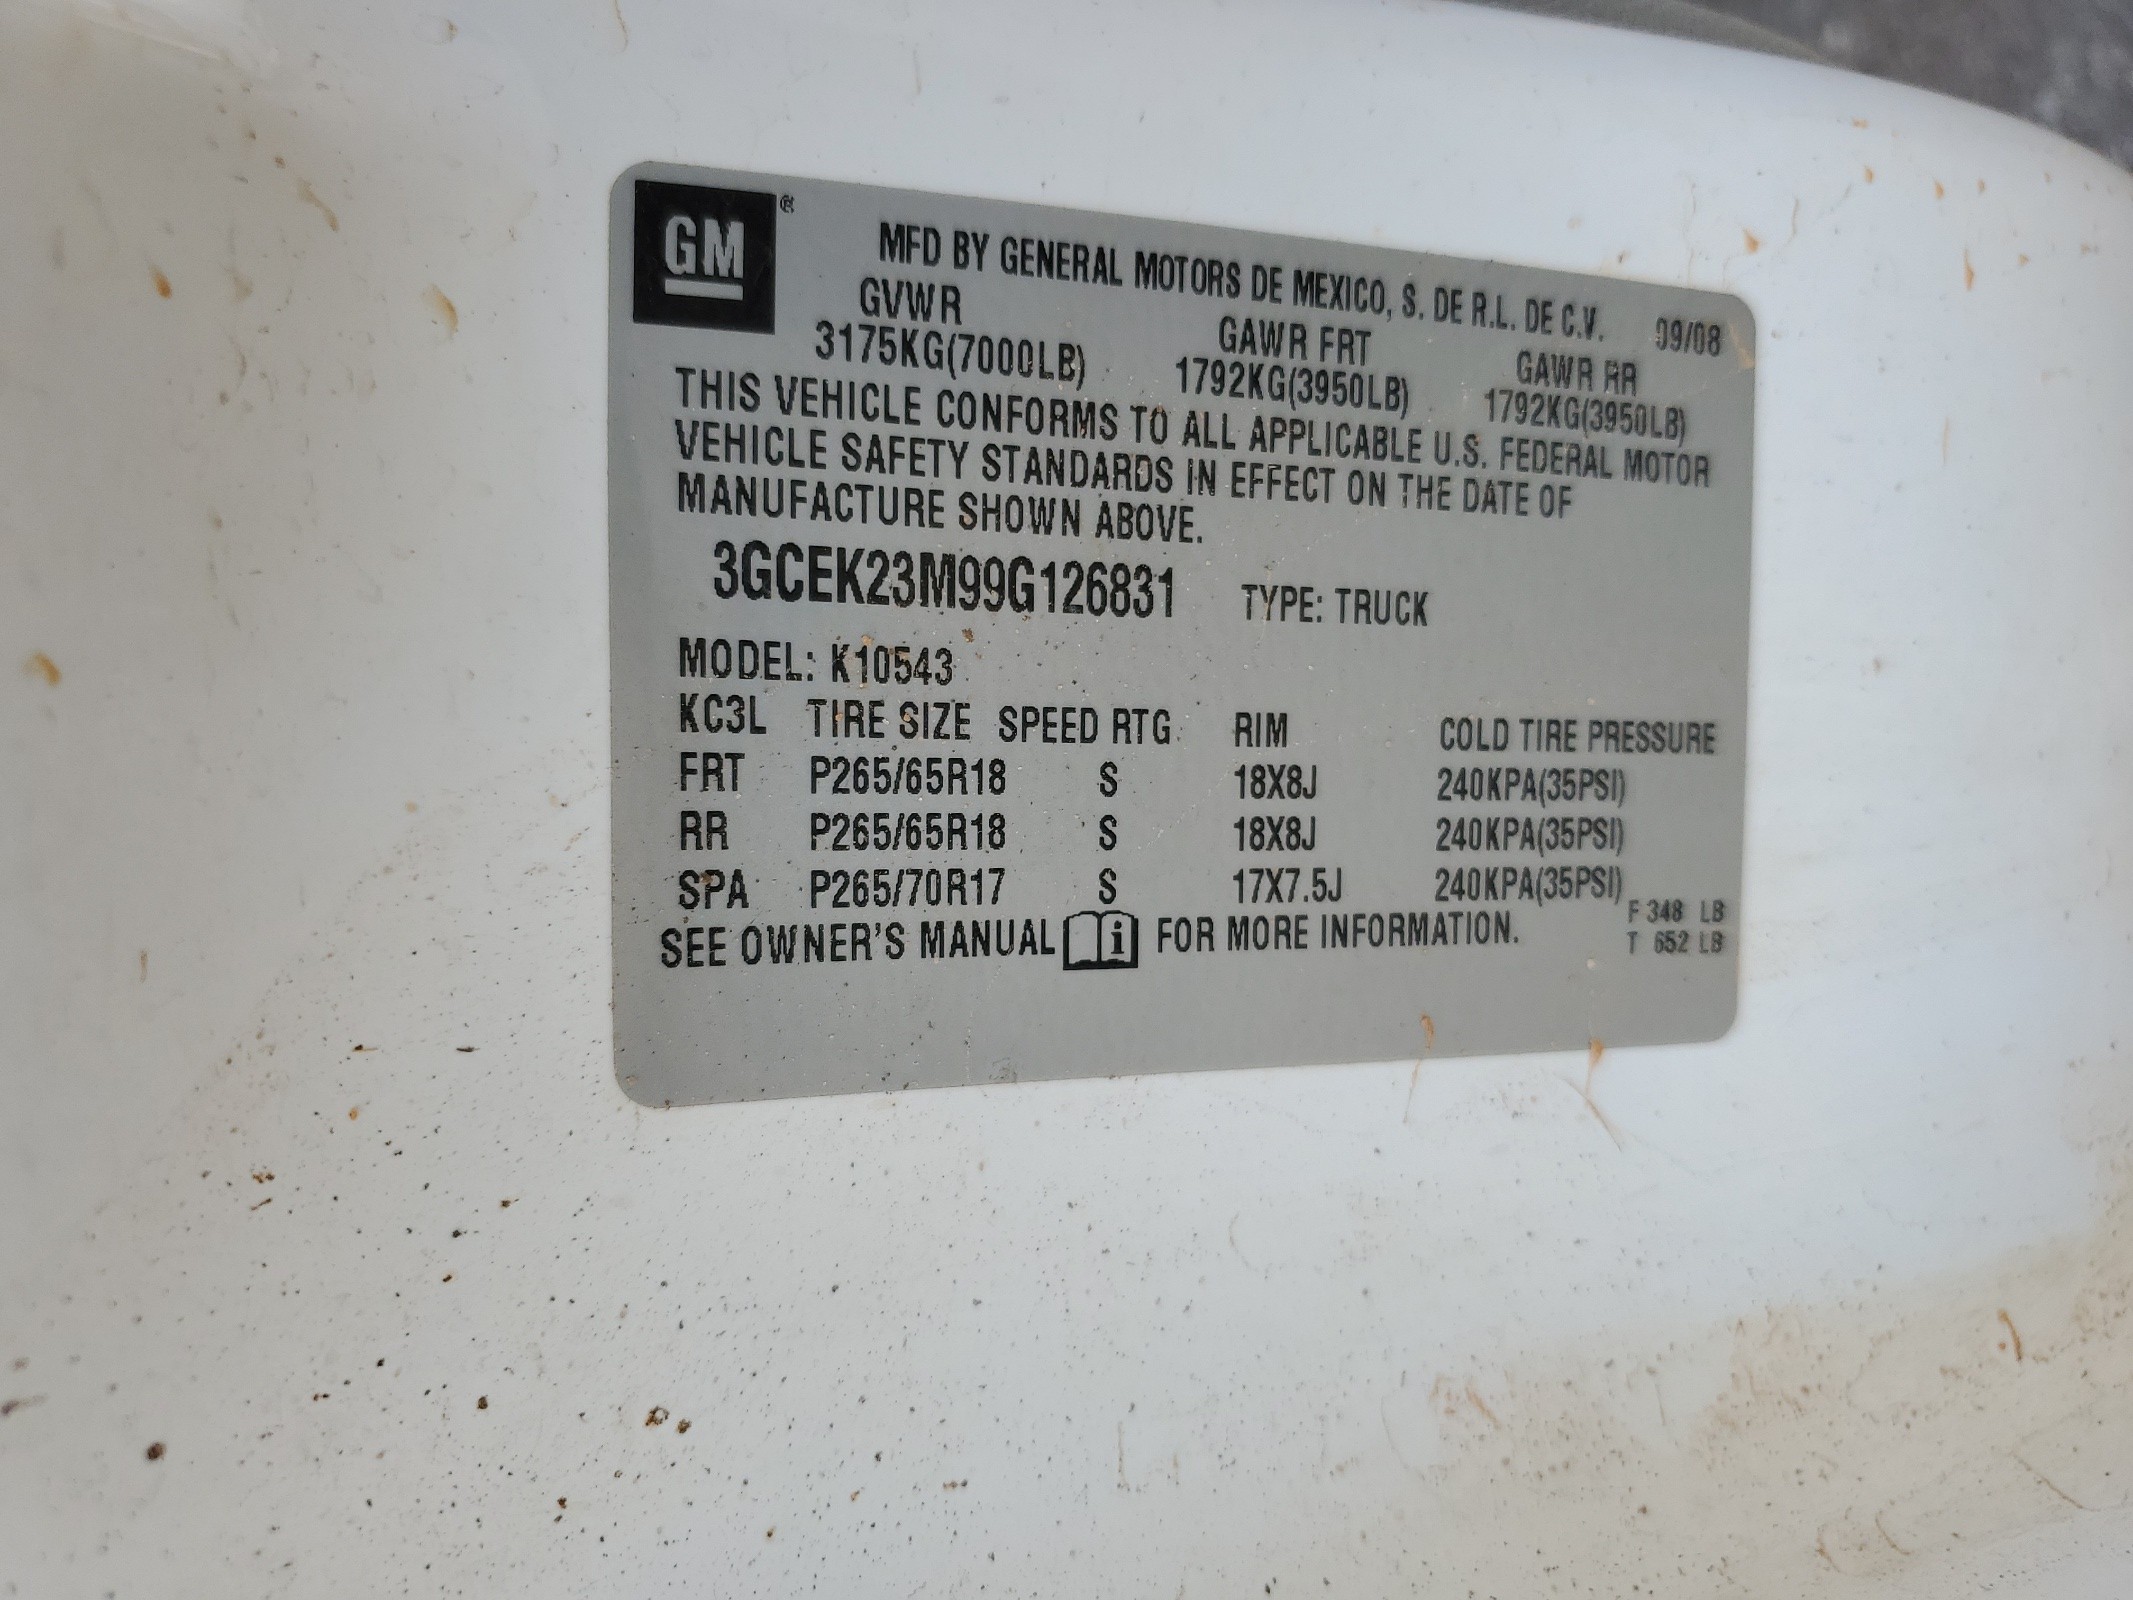 GM®
MFD BY GENERAL MOTORS DE MEXICO, S. DE R.L. DE C.V. 09/08
GVWR GAWR FRT GAWR RR
3175KG(7000LB) 1792KG(3950LB) 1792KG(3950LB)
THIS VEHICLE CONFORMS TO ALL APPLICABLE U.S. FEDERAL MOTOR
VEHICLE SAFETY STANDARDS IN EFFECT ON THE DATE OF
MANUFACTURE SHOWN ABOVE.
3GCEK23M99G126831 TYPE: TRUCK
MODEL: K10543
KC3L TIRE SIZE SPEED RTG RIM COLD TIRE PRESSURE
FRT P265/65R18 S 18X8J 240KPA(35PSI)
RR P265/65R18 S 18X8J 240KPA(35PSI)
SPA P265/70R17 S 17X7.5J 240KPA(35PSI)
SEE OWNER'S MANUAL i FOR MORE INFORMATION.
F 348 LB
T 652 LB